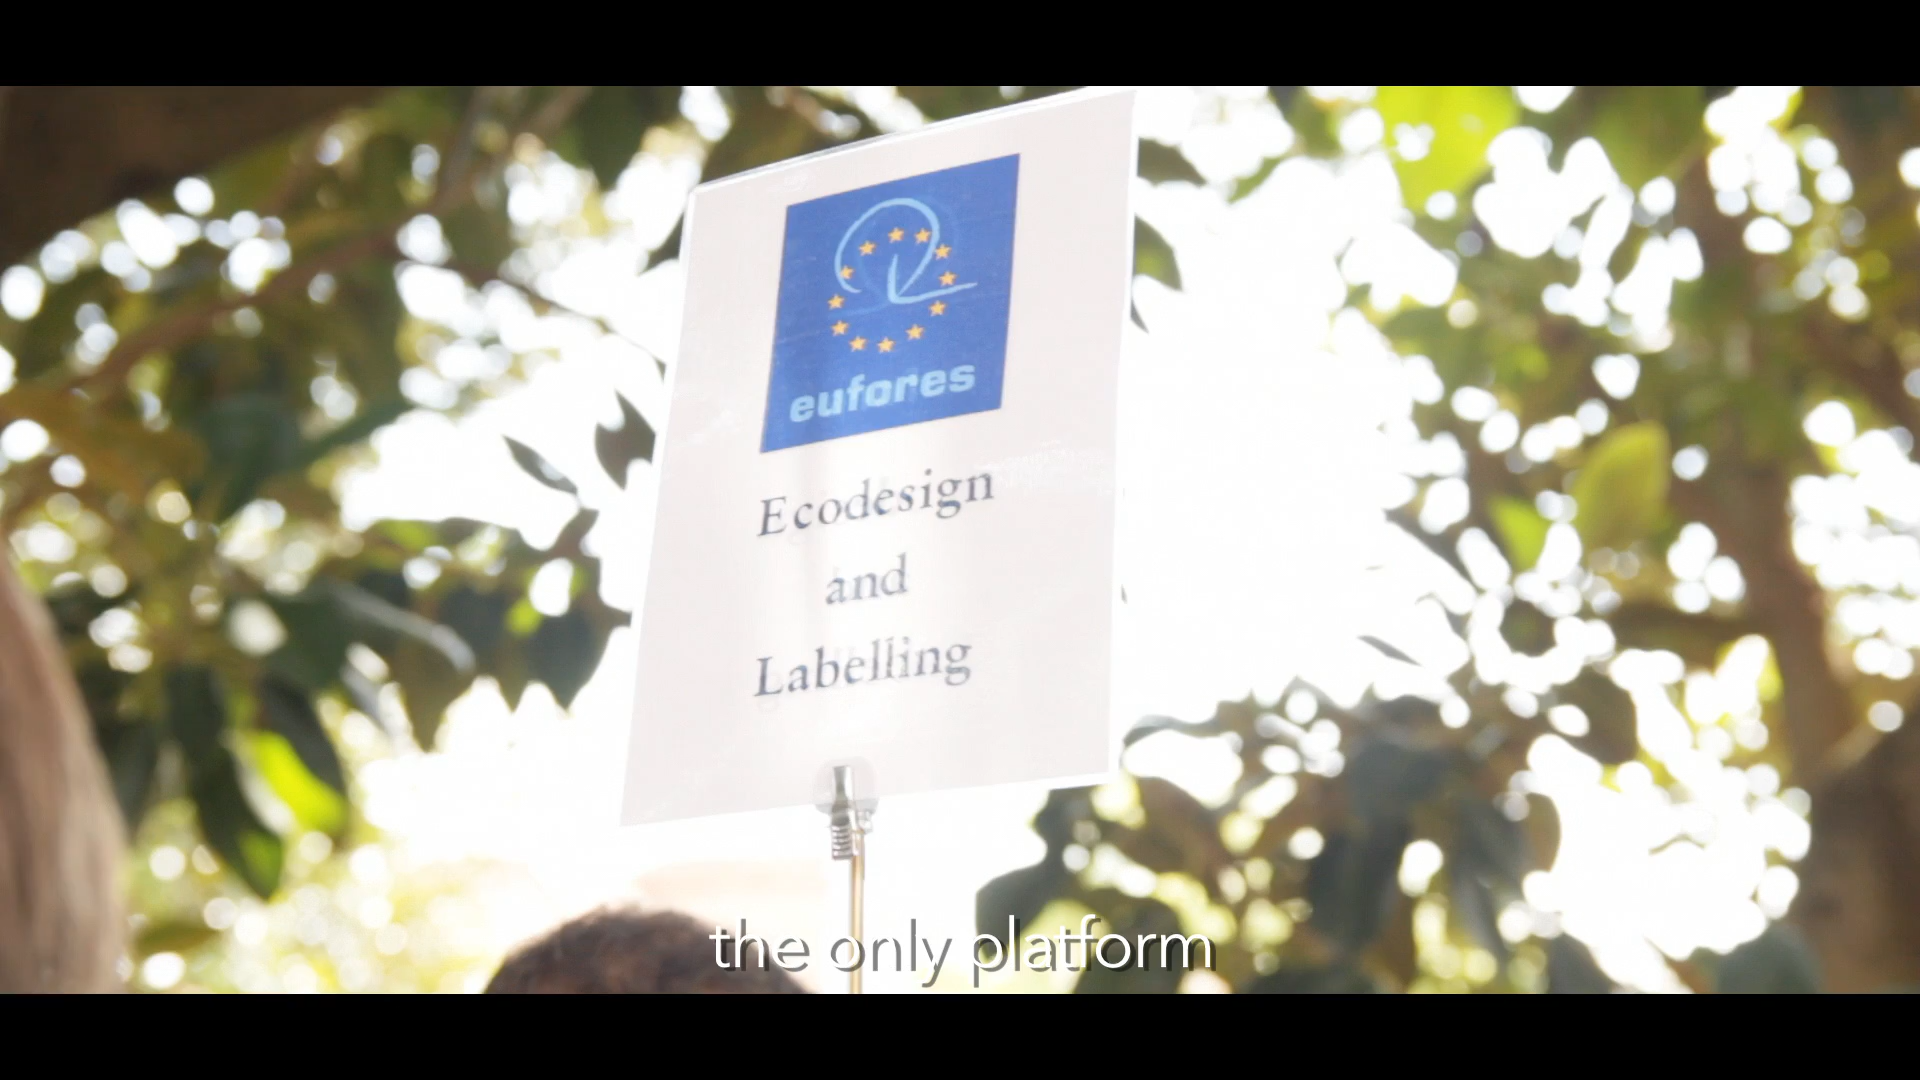 eufores
Ecodesign
and
Labelling
the only platform